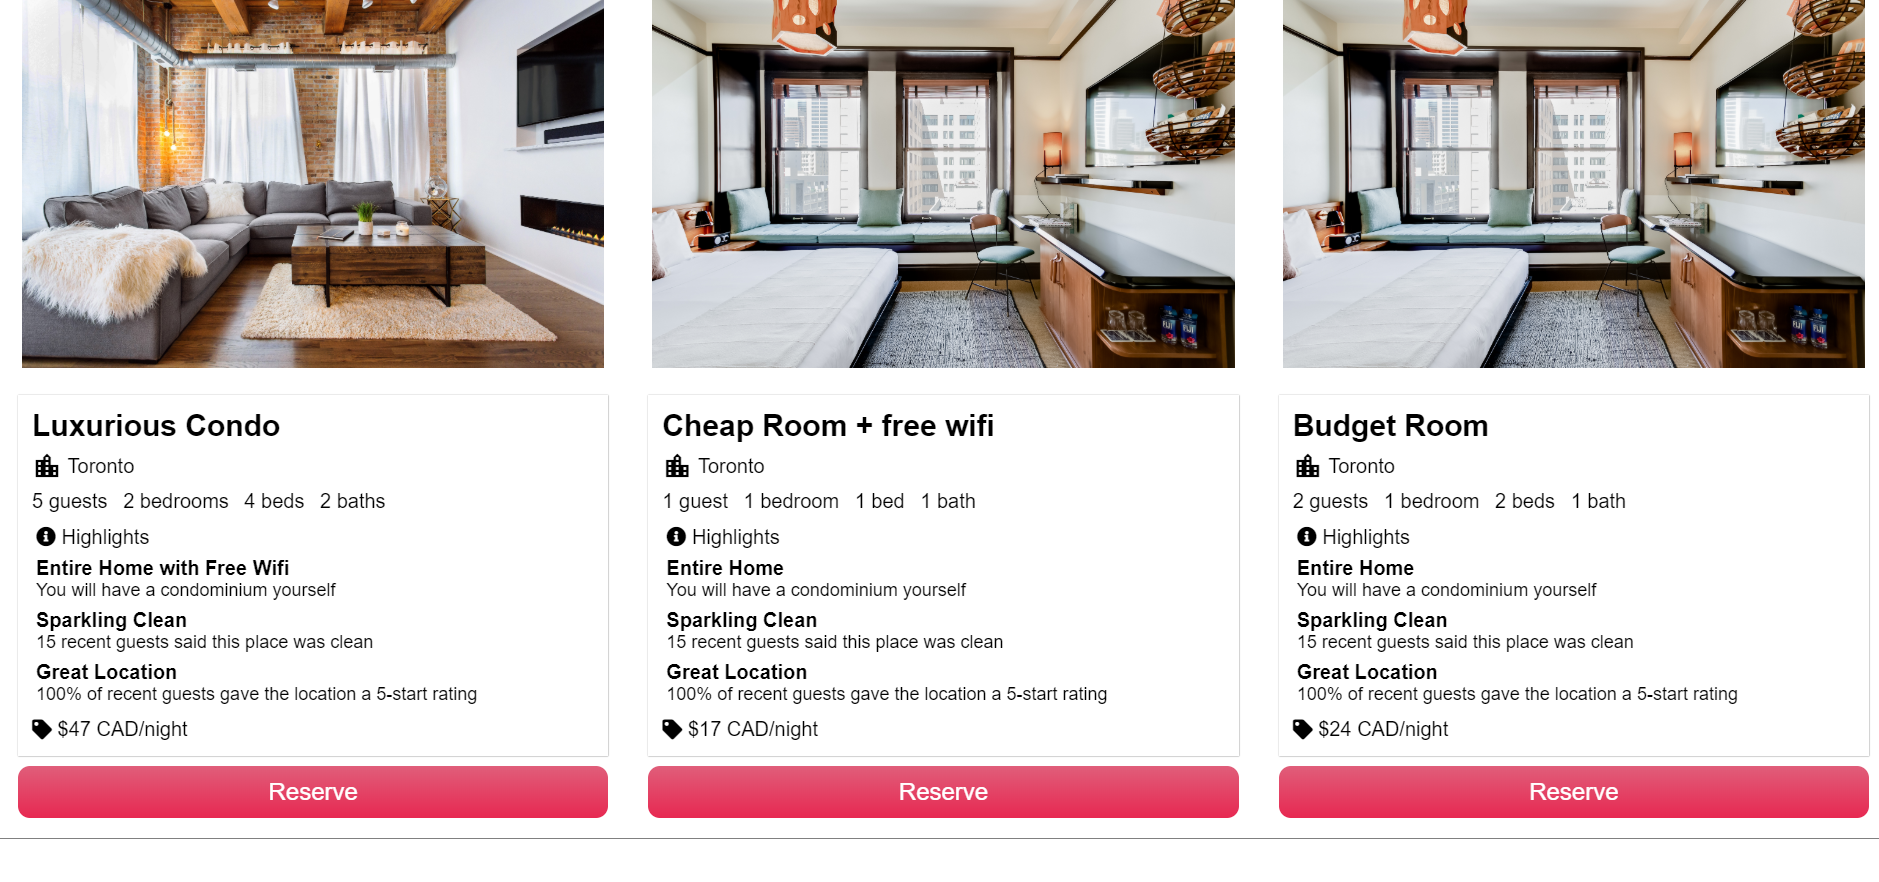 Luxurious Condo
Toronto
5 guests 2 bedrooms 4 beds 2 baths
Highlights
Entire Home with Free Wifi
You will have a condominium yourself
Sparkling Clean
15 recent guests said this place was clean
Great Location
100% of recent guests gave the location a 5-start rating
$47 CAD/night
Reserve
FIJI
Cheap Room + free wifi
Toronto
1 guest 1 bedroom 1 bed 1 bath
Highlights
Entire Home
You will have a condominium yourself
Sparkling Clean
15 recent guests said this place was clean
Great Location
100% of recent guests gave the location a 5-start rating
$17 CAD/night
Reserve
FIJI
Budget Room
Toronto
2 guests 1 bedroom 2 beds 1 bath
Highlights
Entire Home
You will have a condominium yourself
Sparkling Clean
15 recent guests said this place was clean
Great Location
100% of recent guests gave the location a 5-start rating
$24 CAD/night
Reserve